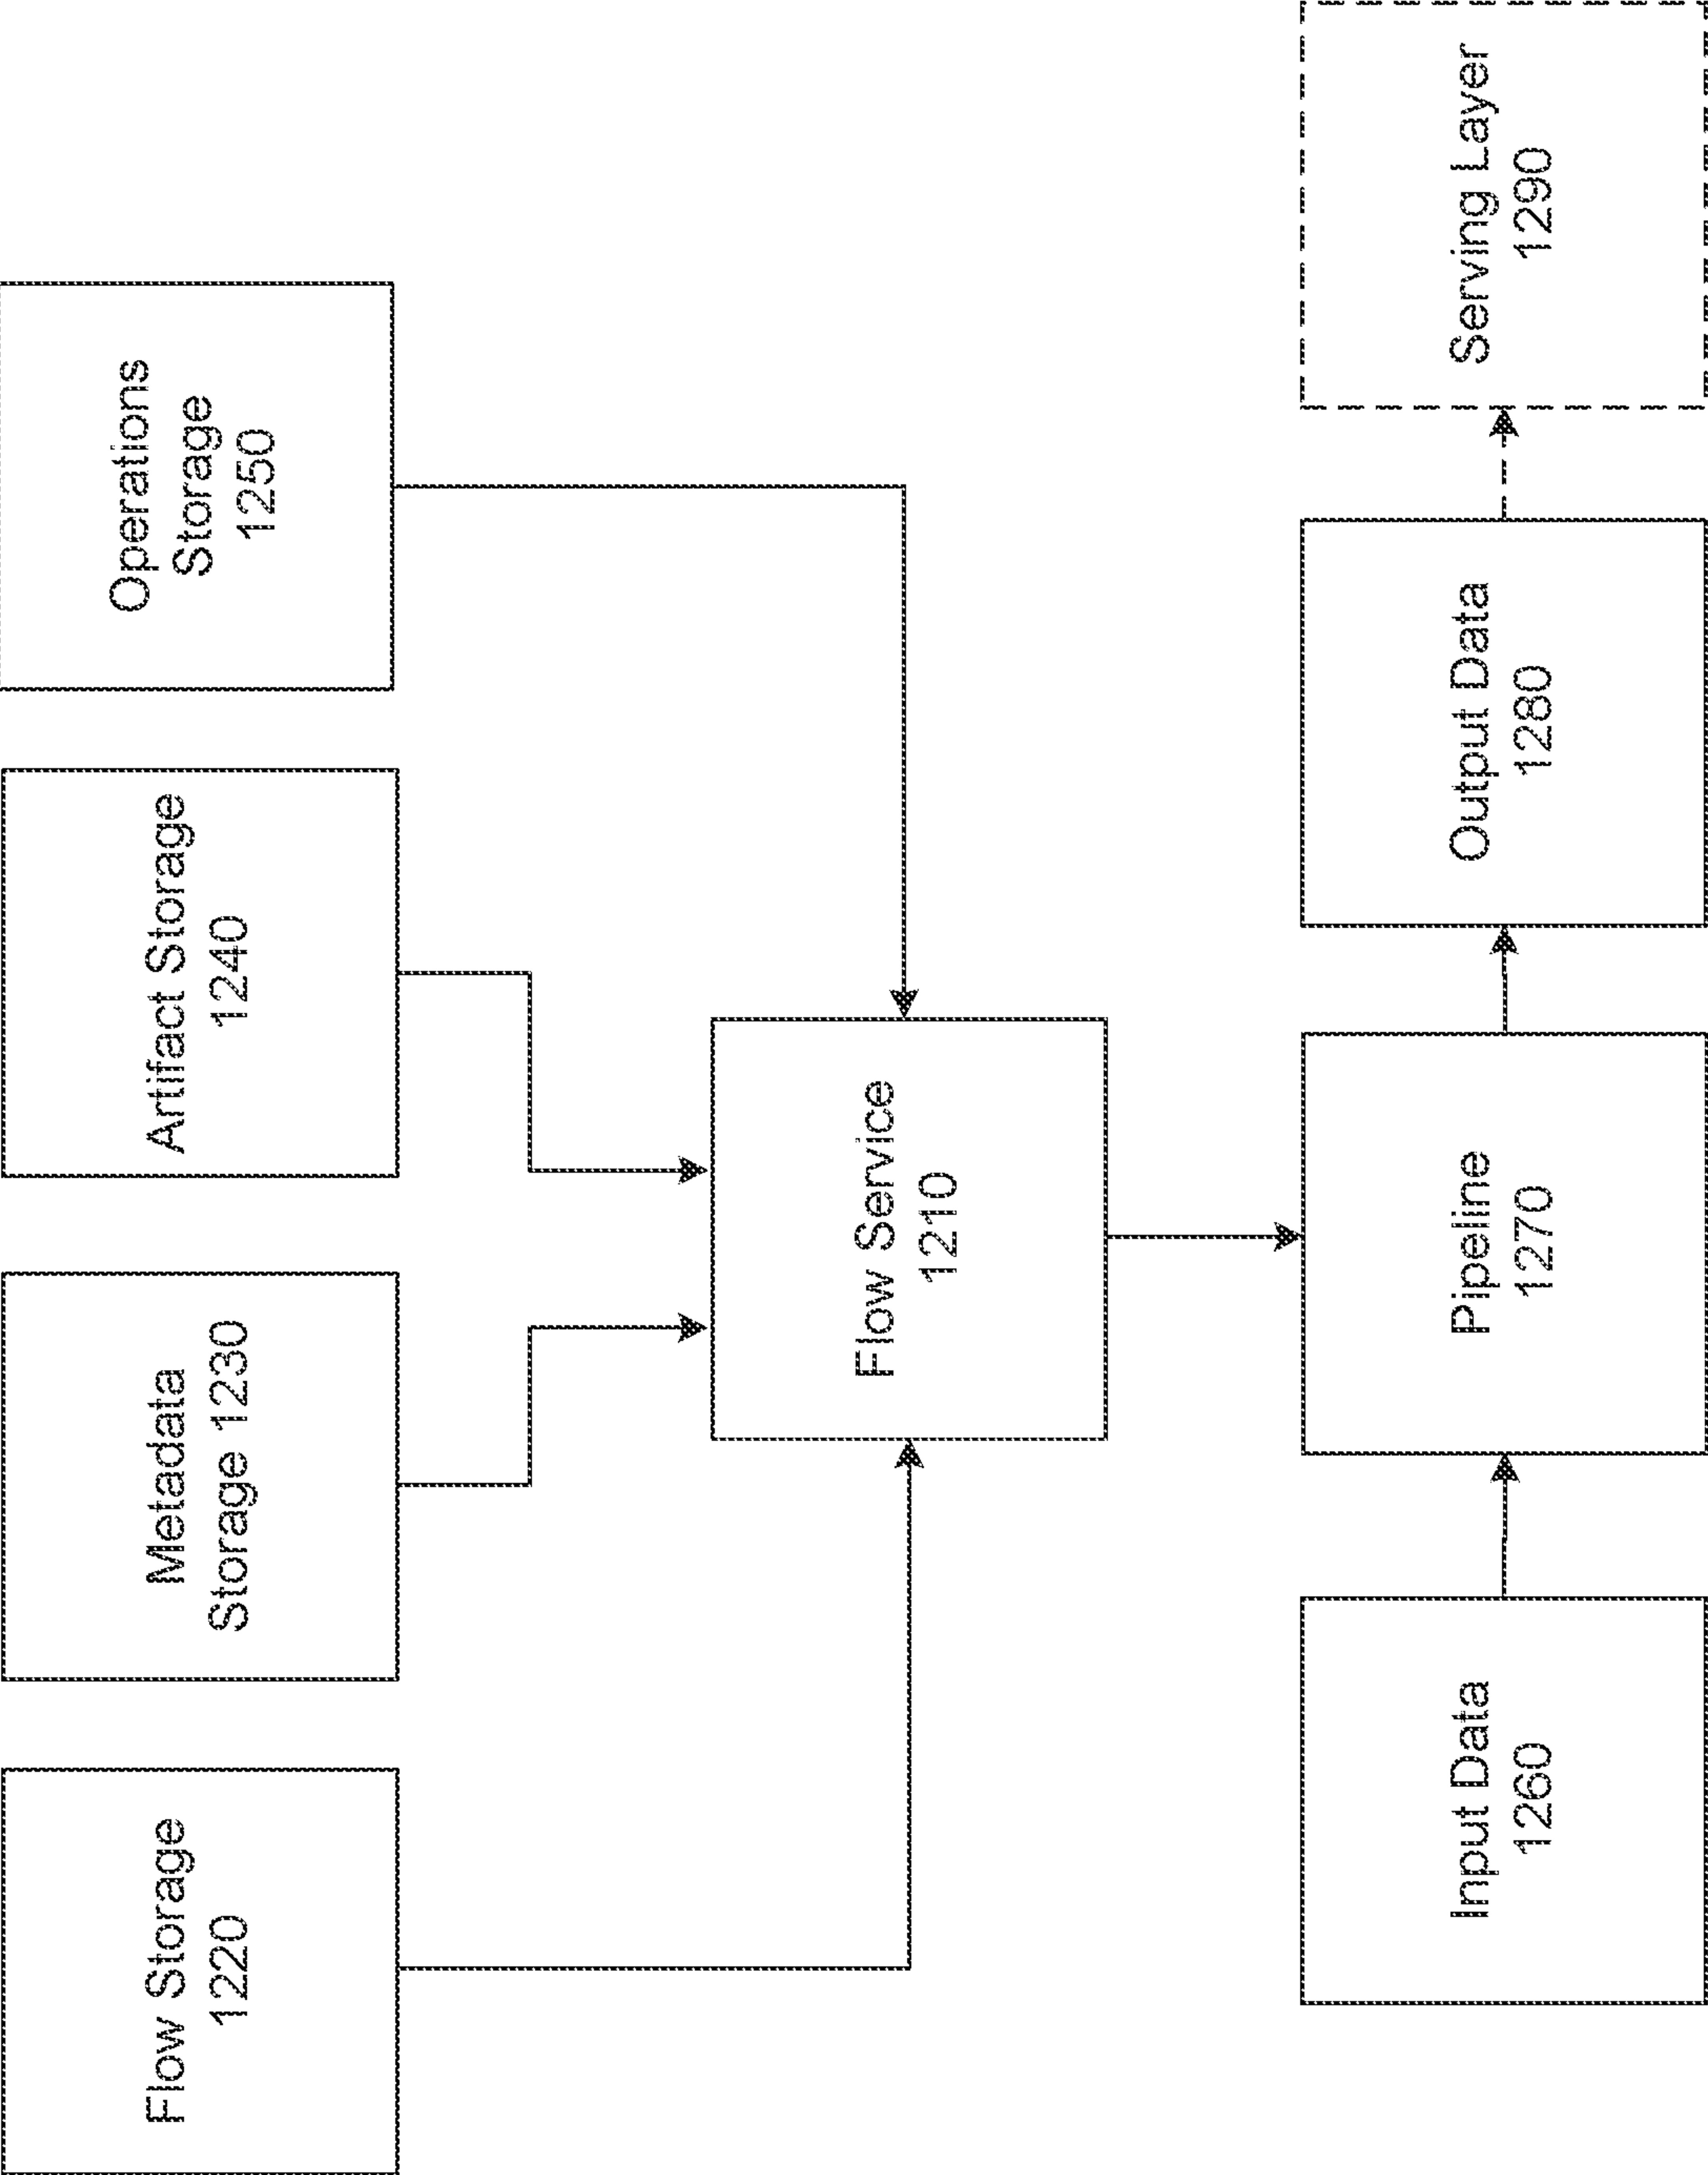 Flow Storage
1220
Metadata
Storage 1230
Artifact Storage
1240
Operations
Storage
1250
Flow Service
1210
Input Data
1260
Pipeline
1270
Output Data
1280
Serving Layer
1290